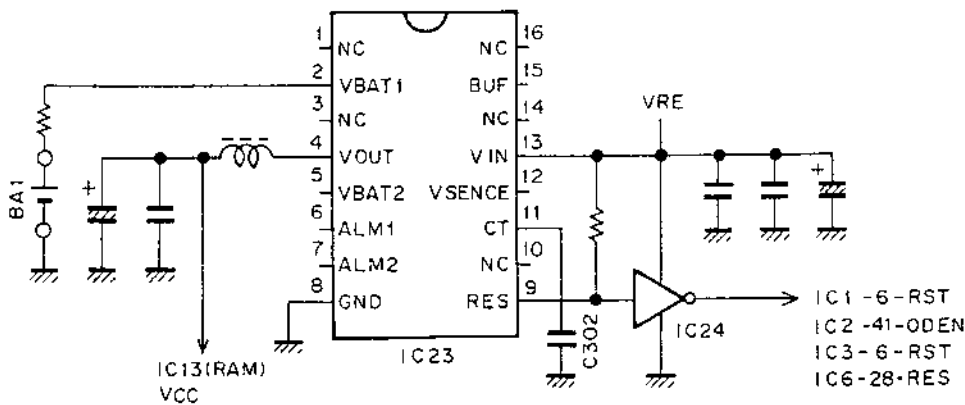 1 NC
2 VBAT1
3 NC
4 VOUT
5 VBAT2
6 ALM1
7 ALM2
8 GND
16 NC
15 BUF
14 NC
13 VIN
12 VSENCE
11 CT
10 NC
9 RES
IC23
BA1
+
IC13(RAM)
VCC
VRE
+
C302
IC24
IC1-6-RST
IC2-41-ODEN
IC3-6-RST
IC6-28-RES